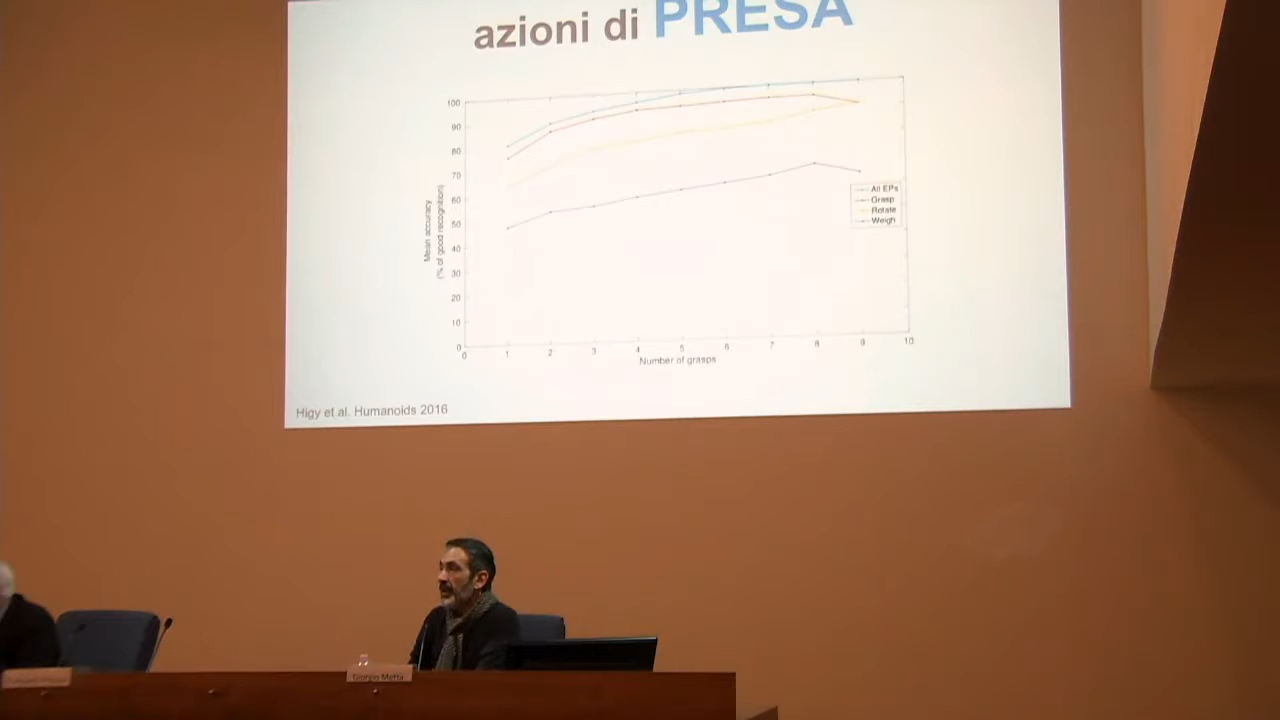 azioni di PRESA
100
90
80
70
60
50
40
30
20
10
0
Mean accuracy
(% of good recognition)
0 1 2 3 4 5 6 7 8 9 10
Number of grasps
All EPs
Grasp
Rotate
Weigh
Higy et al. Humanoids 2016
Giorgio Metta